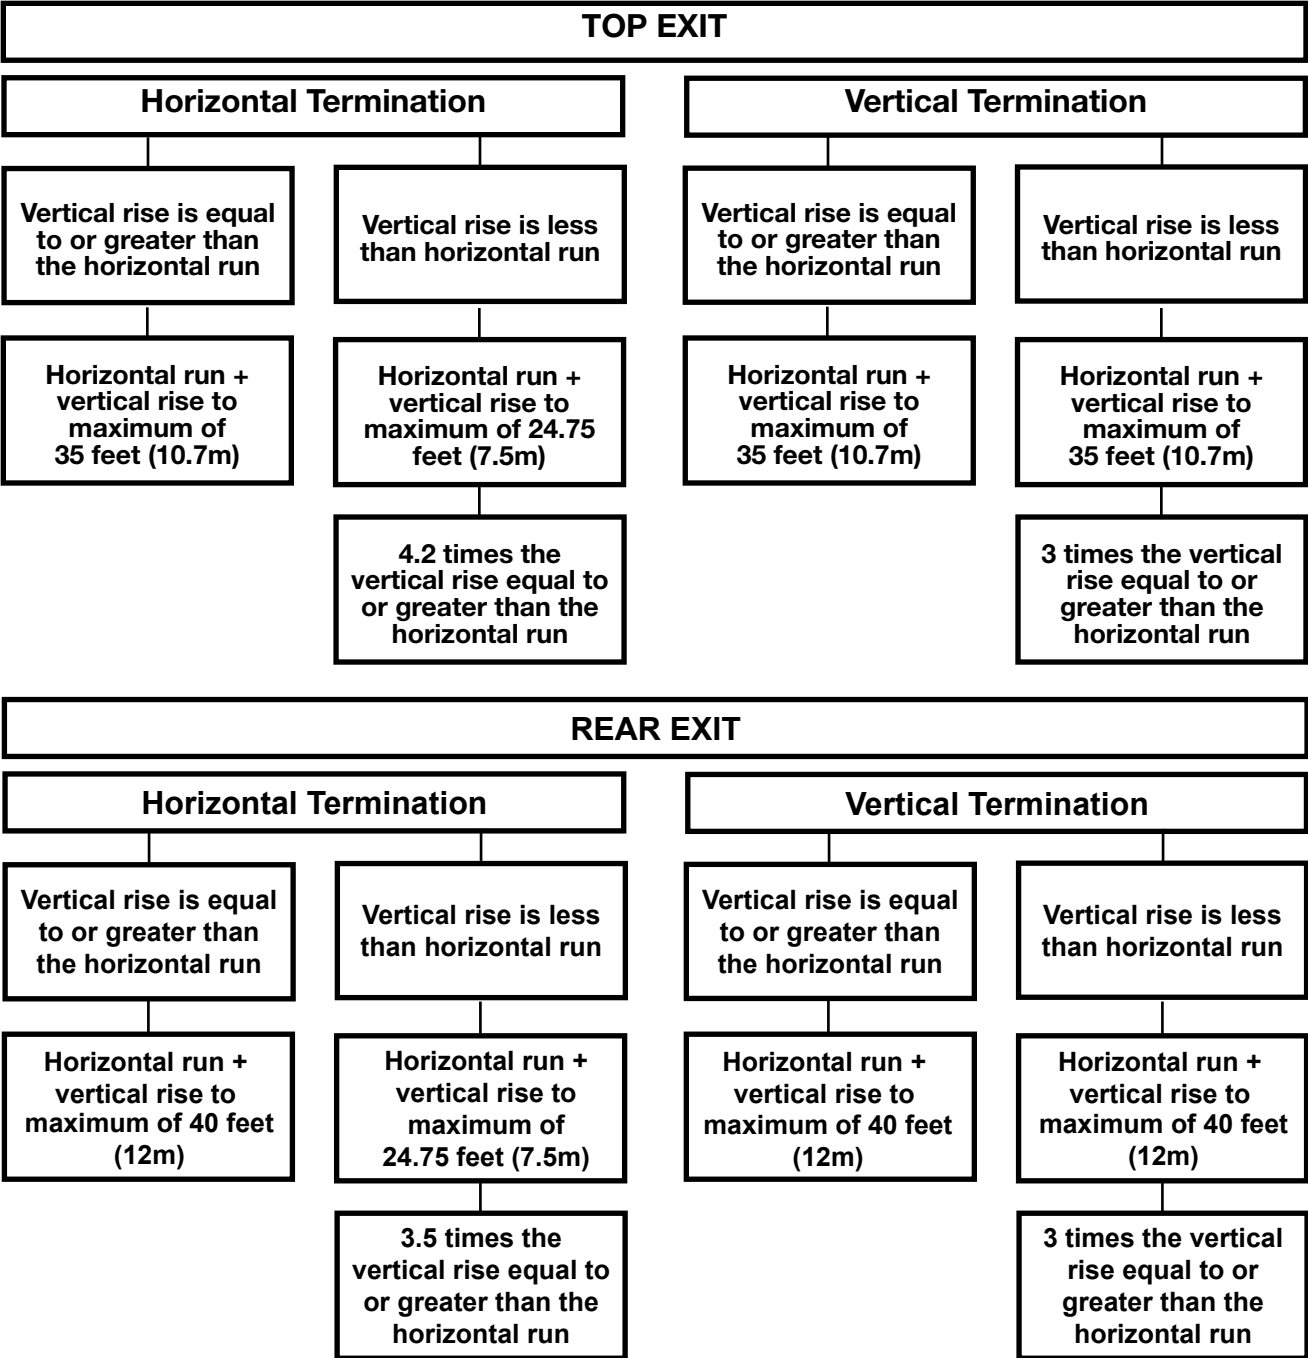 TOP EXIT
Horizontal Termination
Vertical Termination
Vertical rise is equal
to or greater than
the horizontal run
Vertical rise is less
than horizontal run
Vertical rise is equal
to or greater than
the horizontal run
Vertical rise is less
than horizontal run
Horizontal run +
vertical rise to
maximum of
35 feet (10.7m)
Horizontal run +
vertical rise to
maximum of 24.75
feet (7.5m)
Horizontal run +
vertical rise to
maximum of
35 feet (10.7m)
Horizontal run +
vertical rise to
maximum of
35 feet (10.7m)
4.2 times the
vertical rise equal to
or greater than the
horizontal run
3 times the vertical
rise equal to or
greater than the
horizontal run
REAR EXIT
Horizontal Termination
Vertical Termination
Vertical rise is equal
to or greater than
the horizontal run
Vertical rise is less
than horizontal run
Vertical rise is equal
to or greater than
the horizontal run
Vertical rise is less
than horizontal run
Horizontal run +
vertical rise to
maximum of 40 feet
(12m)
Horizontal run +
vertical rise to
maximum of
24.75 feet (7.5m)
Horizontal run +
vertical rise to
maximum of 40 feet
(12m)
Horizontal run +
vertical rise to
maximum of 40 feet
(12m)
3.5 times the
vertical rise equal to
or greater than the
horizontal run
3 times the vertical
rise equal to or
greater than the
horizontal run